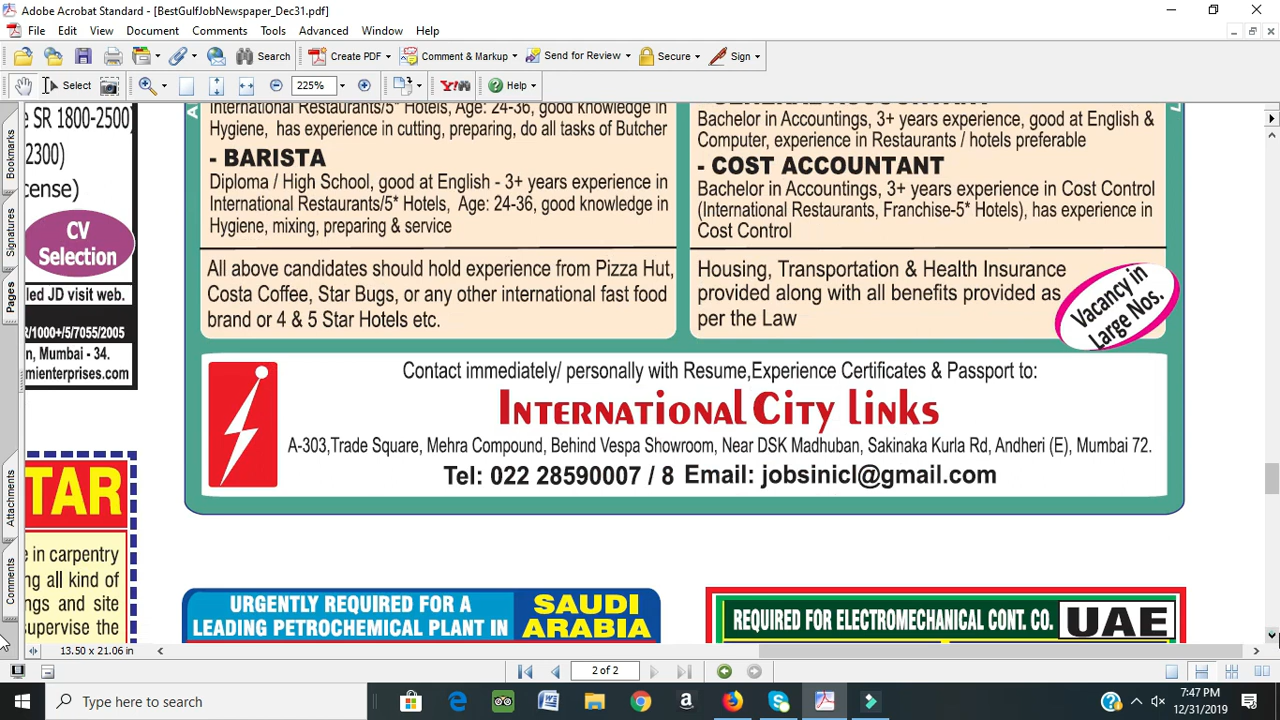 Adobe Acrobat Standard - [BestGulfJobNewspaper_Dec31.pdf]
File Edit View Document Comments Tools Advanced Window Help
Search Create PDF Comment & Markup Send for Review Secure Sign
Select 225% Y! Help
Bookmarks
Signatures
Pages
Attachments
Comments
e SR 1800-2500)
2300)
cense)
CV
Selection
led JD visit web.
R/1000+/5/7055/2005
n, Mumbai - 34.
mienterprises.com
TAR
e in carpentry
ng all kind of
ngs and site
supervise the
International Restaurants/5* Hotels, Age: 24-36, good knowledge in
Hygiene, has experience in cutting, preparing, do all tasks of Butcher
- BARISTA
Diploma / High School, good at English - 3+ years experience in
International Restaurants/5* Hotels, Age: 24-36, good knowledge in
Hygiene, mixing, preparing & service
All above candidates should hold experience from Pizza Hut,
Costa Coffee, Star Bugs, or any other international fast food
brand or 4 & 5 Star Hotels etc.
GENERAL ACCOUNTANT
Bachelor in Accountings, 3+ years experience, good at English &
Computer, experience in Restaurants / hotels preferable
- COST ACCOUNTANT
Bachelor in Accountings, 3+ years experience in Cost Control
(International Restaurants, Franchise-5* Hotels), has experience in
Cost Control
Housing, Transportation & Health Insurance
provided along with all benefits provided as
per the Law
Vacancy in
Large Nos.
Contact immediately/ personally with Resume,Experience Certificates & Passport to:
International City links
A-303,Trade Square, Mehra Compound, Behind Vespa Showroom, Near DSK Madhuban, Sakinaka Kurla Rd, Andheri (E), Mumbai 72.
Tel: 022 28590007 / 8 Email: jobsinicl@gmail.com
URGENTLY REQUIRED FOR A
LEADING PETROCHEMICAL PLANT IN
SAUDI
ARABIA
REQUIRED FOR ELECTROMECHANICAL CONT. CO. UAE
13.50 x 21.06 in
2 of 2
Type here to search
7:47 PM
12/31/2019